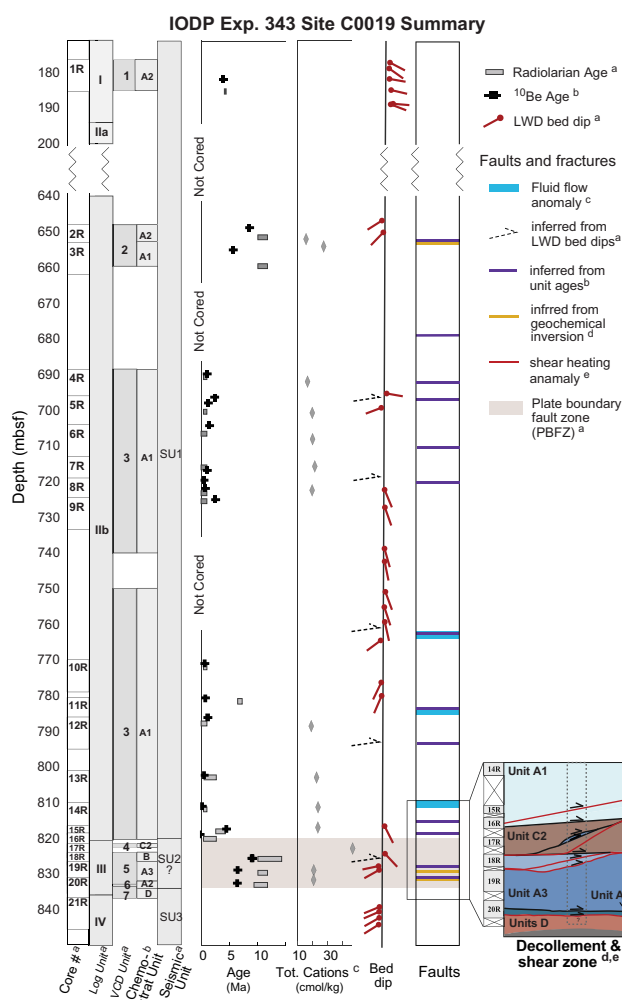 IODP Exp. 343 Site C0019 Summary
Radiolarian Age a
10Be Age b
LWD bed dip a
Faults and fractures
Fluid flow
anomaly c
inferred from
LWD bed dips a
inferred from
unit ages b
infrred from
geochemical
inversion d
shear heating
anomaly e
Plate boundary
fault zone
(PBFZ) a
Depth (mbsf)
180
190
200
640
650
660
670
680
690
700
710
720
730
740
750
760
770
780
790
800
810
820
830
840
1R
2R
3R
4R
5R
6R
7R
8R
9R
10R
11R
12R
13R
14R
15R
16R
17R
18R
19R
20R
21R
I
IIa
IIb
III
IV
1
2
3
3
4
5
6
7
A2
A2
A1
A1
A1
C2
B
A3
A2
D
SU1
SU2
?
SU3
Not Cored
Not Cored
Not Cored
Core # a
Log Unit a
VCD Unit a
Chemo- b
strat Unit
Seismic a
Unit
0 5 10
Age
(Ma)
10 30
Tot. Cations c
(cmol/kg)
Bed
dip
Faults
14R
15R
16R
17R
18R
19R
20R
Unit A1
Unit C2
Unit A3
Unit A
Units D
?
Decollement &
shear zone d,e